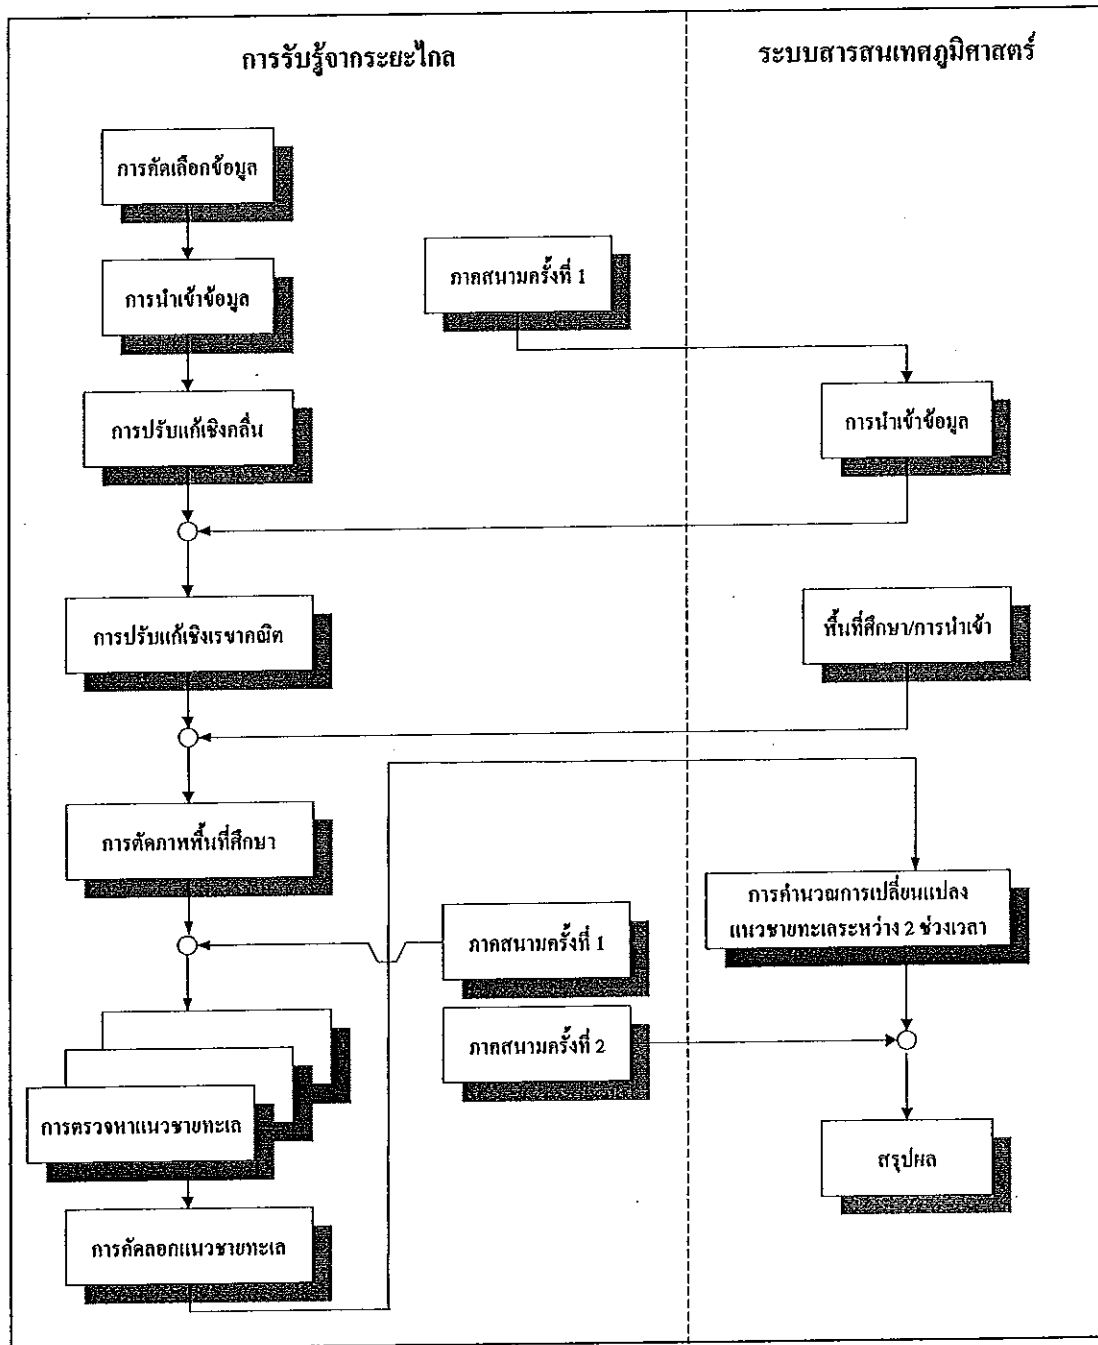 การรับรู้จากระยะไกล
ระบบสารสนเทศภูมิศาสตร์
การคัดเลือกข้อมูล
การนำเข้าข้อมูล
ภาคสนามครั้งที่ 1
การปรับแก้เชิงคลื่น
การนำเข้าข้อมูล
การปรับแก้เชิงเรขาคณิต
พื้นที่ศึกษา/การนำเข้า
การตัดภาพพื้นที่ศึกษา
การคำนวณการเปลี่ยนแปลง
แนวชายทะเลระหว่าง 2 ช่วงเวลา
ภาคสนามครั้งที่ 1
ภาคสนามครั้งที่ 2
การตรวจหาแนวชายทะเล
สรุปผล
การคัดลอกแนวชายทะเล